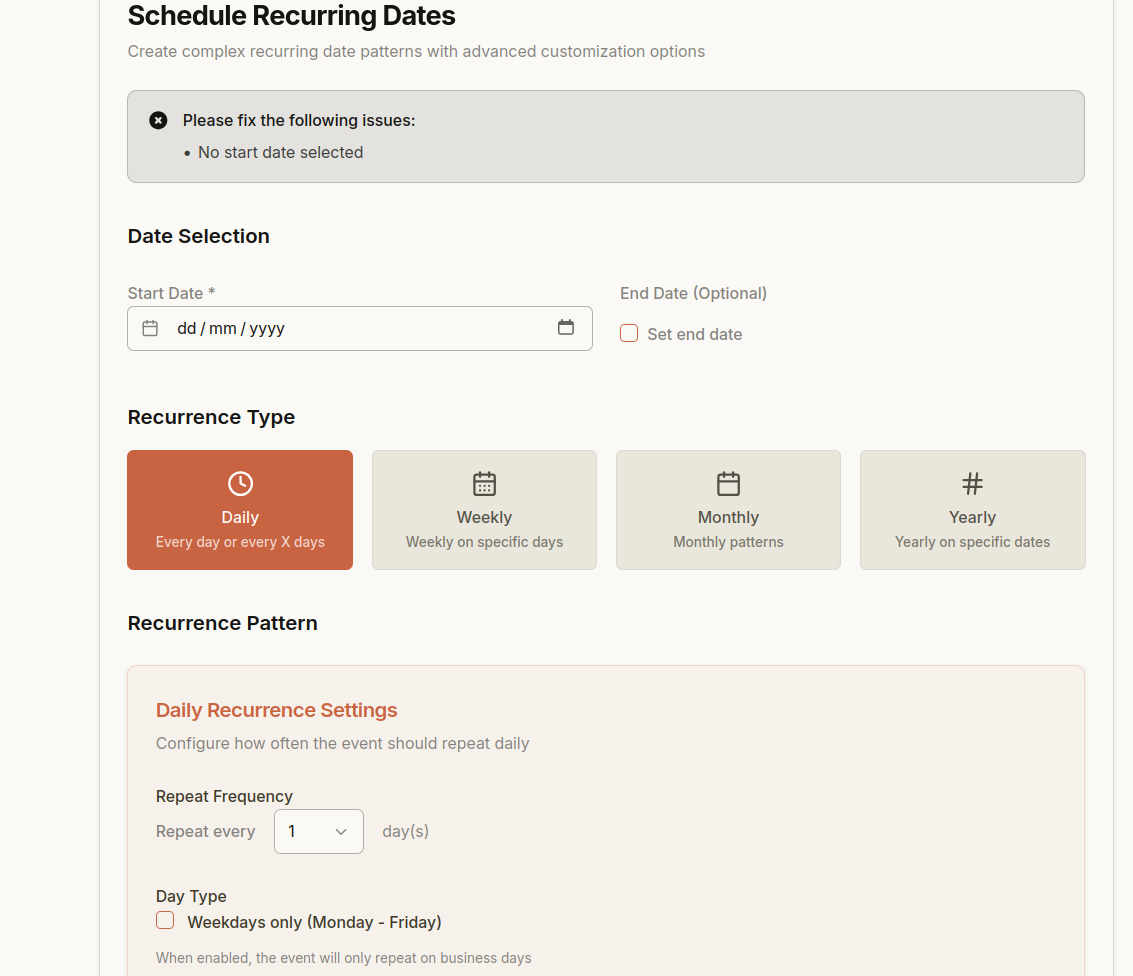 Schedule Recurring Dates
Create complex recurring date patterns with advanced customization options
Please fix the following issues:
• No start date selected
Date Selection
Start Date *
End Date (Optional)
dd / mm / yyyy
Set end date
Recurrence Type
Daily
Every day or every X days
Weekly
Weekly on specific days
Monthly
Monthly patterns
Yearly
Yearly on specific dates
Recurrence Pattern
Daily Recurrence Settings
Configure how often the event should repeat daily
Repeat Frequency
Repeat every 1 day(s)
Day Type
Weekdays only (Monday - Friday)
When enabled, the event will only repeat on business days